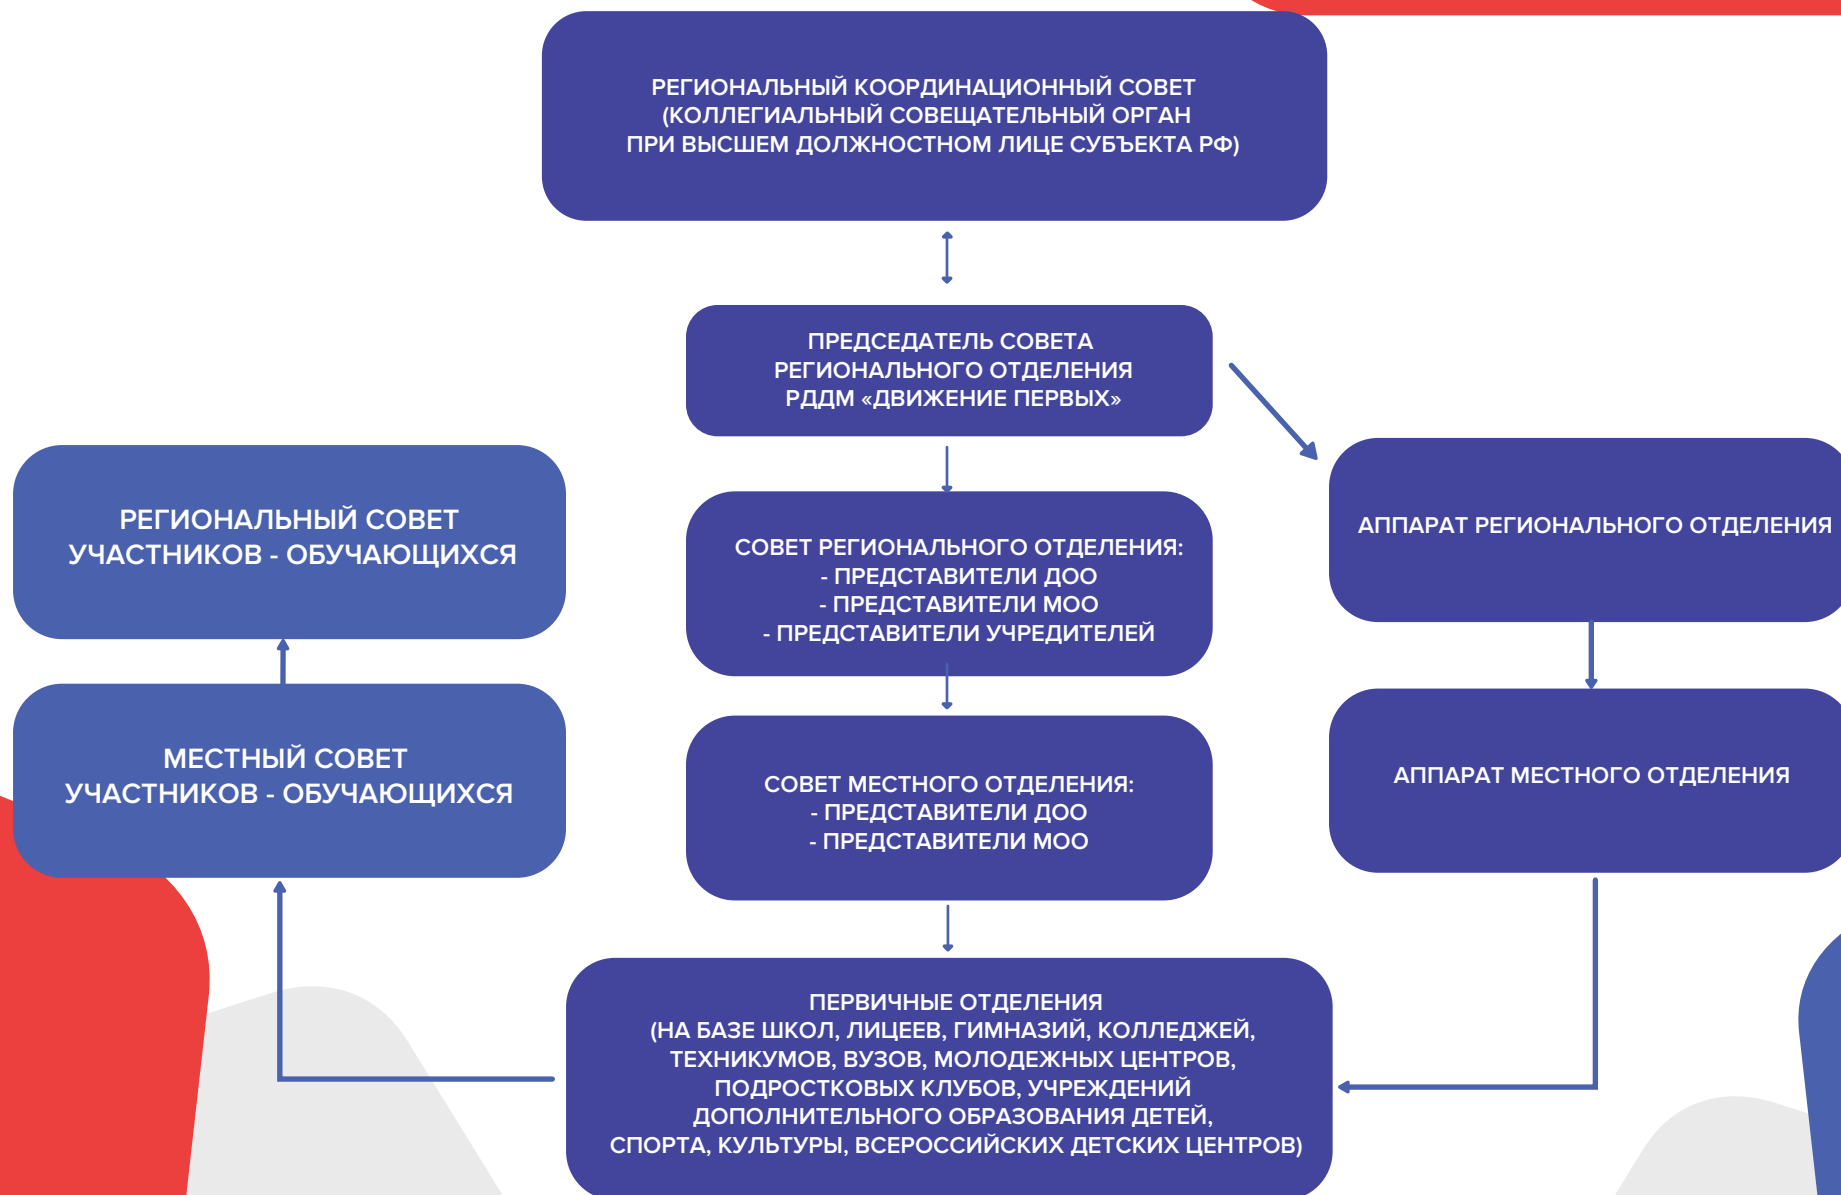 РЕГИОНАЛЬНЫЙ КООРДИНАЦИОННЫЙ СОВЕТ
(КОЛЛЕГИАЛЬНЫЙ СОВЕЩАТЕЛЬНЫЙ ОРГАН
ПРИ ВЫСШЕМ ДОЛЖНОСТНОМ ЛИЦЕ СУБЪЕКТА РФ)
ПРЕДСЕДАТЕЛЬ СОВЕТА
РЕГИОНАЛЬНОГО ОТДЕЛЕНИЯ
РДДМ «ДВИЖЕНИЕ ПЕРВЫХ»
РЕГИОНАЛЬНЫЙ СОВЕТ
УЧАСТНИКОВ - ОБУЧАЮЩИХСЯ
СОВЕТ РЕГИОНАЛЬНОГО ОТДЕЛЕНИЯ:
- ПРЕДСТАВИТЕЛИ ДОО
- ПРЕДСТАВИТЕЛИ МОО
- ПРЕДСТАВИТЕЛИ УЧРЕДИТЕЛЕЙ
АППАРАТ РЕГИОНАЛЬНОГО ОТДЕЛЕНИЯ
МЕСТНЫЙ СОВЕТ
УЧАСТНИКОВ - ОБУЧАЮЩИХСЯ
СОВЕТ МЕСТНОГО ОТДЕЛЕНИЯ:
- ПРЕДСТАВИТЕЛИ ДОО
- ПРЕДСТАВИТЕЛИ МОО
АППАРАТ МЕСТНОГО ОТДЕЛЕНИЯ
ПЕРВИЧНЫЕ ОТДЕЛЕНИЯ
(НА БАЗЕ ШКОЛ, ЛИЦЕЕВ, ГИМНАЗИЙ, КОЛЛЕДЖЕЙ,
ТЕХНИКУМОВ, ВУЗОВ, МОЛОДЕЖНЫХ ЦЕНТРОВ,
ПОДРОСТКОВЫХ КЛУБОВ, УЧРЕЖДЕНИЙ
ДОПОЛНИТЕЛЬНОГО ОБРАЗОВАНИЯ ДЕТЕЙ,
СПОРТА, КУЛЬТУРЫ, ВСЕРОССИЙСКИХ ДЕТСКИХ ЦЕНТРОВ)